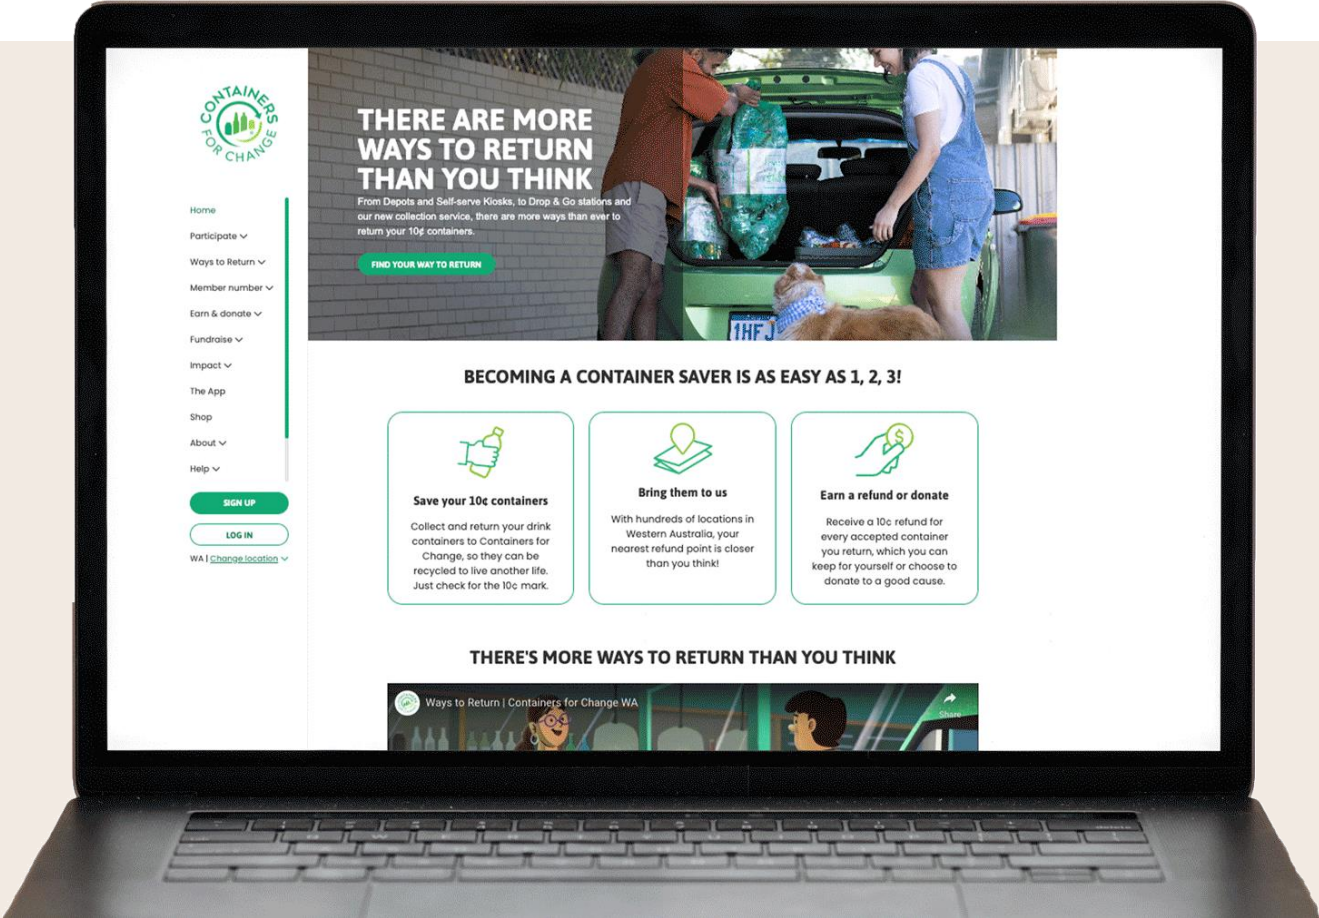 CONTAINERS
FOR CHANGE
Home
Participate
Ways to Return
Member number
Earn & donate
Fundraise
Impact
The App
Shop
About
Help
SIGN UP
LOG IN
WA | Change location
THERE ARE MORE
WAYS TO RETURN
THAN YOU THINK
From Depots and Self-serve Kiosks, to Drop & Go stations and
our new collection service, there are more ways than ever to
return your 10¢ containers.
FIND YOUR WAY TO RETURN
1HFJ
BECOMING A CONTAINER SAVER IS AS EASY AS 1, 2, 3!
Save your 10¢ containers
Collect and return your drink
containers to Containers for
Change, so they can be
recycled to live another life.
Just check for the 10¢ mark.
Bring them to us
With hundreds of locations in
Western Australia, your
nearest refund point is closer
than you think!
Earn a refund or donate
Receive a 10¢ refund for
every accepted container
you return, which you can
keep for yourself or choose to
donate to a good cause.
THERE'S MORE WAYS TO RETURN THAN YOU THINK
Ways to Return | Containers for Change WA
Share
delete